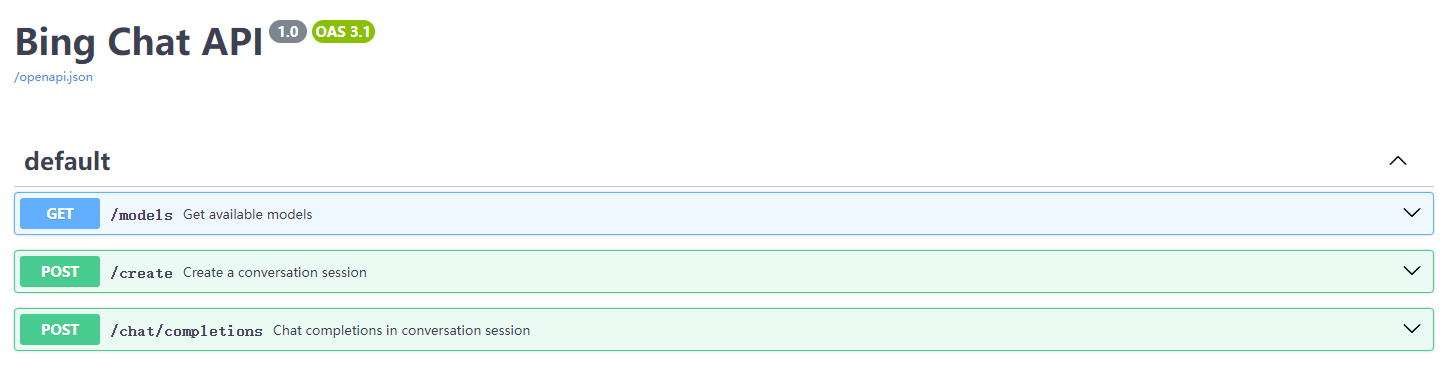 Bing Chat API 1.0 OAS 3.1
/openapi.json
default
GET /models Get available models
POST /create Create a conversation session
POST /chat/completions Chat completions in conversation session